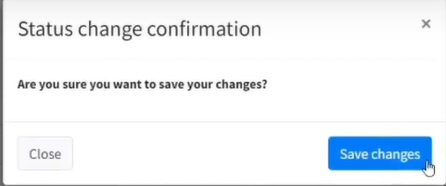 Status change confirmation ×
Are you sure you want to save your changes?
Close Save changes